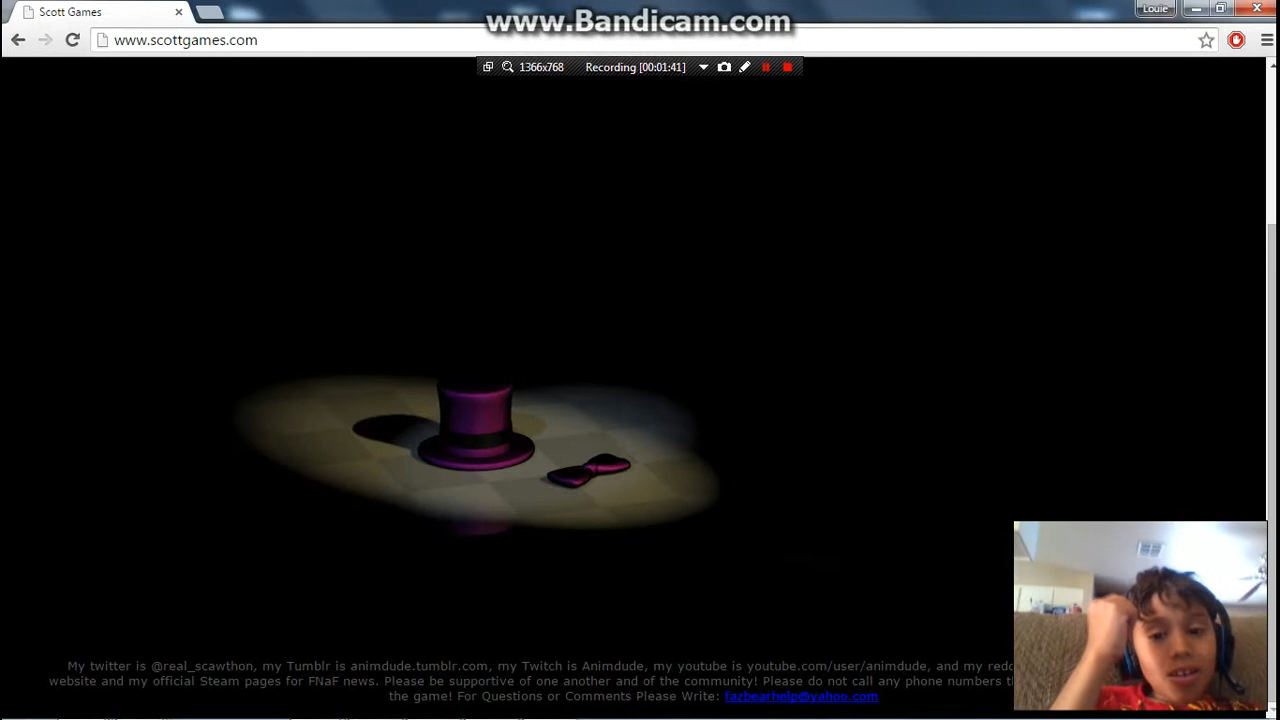 Scott Games
www.Bandicam.com
Louie
www.scottgames.com
1366x768 Recording [00:01:41]
My twitter is @real_scawthon, my Tumblr is animdude.tumblr.com, my Twitch is Animdude, my youtube is youtube.com/user/animdude, and my
website and my official Steam pages for FNaF news. Please be supportive of one another and of the community! Please do not call any phone numbers
the game! For Questions or Comments Please Write: fazbearhelp@yahoo.com